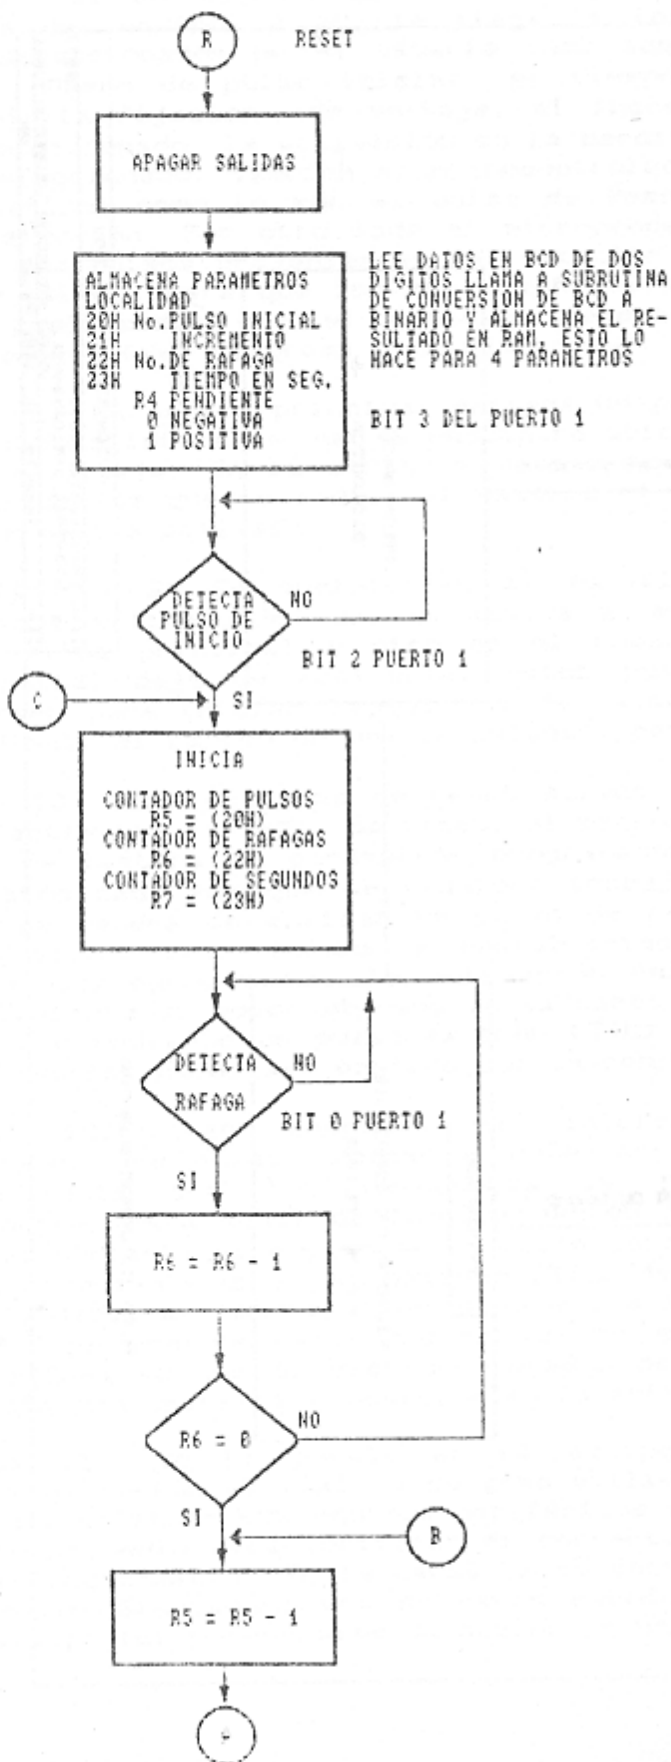 R RESET
APAGAR SALIDAS
ALMACENA PARAMETROS
LOCALIDAD
20H No.PULSO INICIAL
21H INCREMENTO
22H No.DE RAFAGA
23H TIEMPO EN SEG.
R4 PENDIENTE
0 NEGATIVA
1 POSITIVA
LEE DATOS EN BCD DE DOS
DIGITOS LLAMA A SUBRUTINA
DE CONVERSION DE BCD A
BINARIO Y ALMACENA EL RE-
SULTADO EN RAM. ESTO LO
HACE PARA 4 PARAMETROS
BIT 3 DEL PUERTO 1
DETECTA
PULSO DE
INICIO
NO
BIT 2 PUERTO 1
C
SI
INICIA
CONTADOR DE PULSOS
R5 = (20H)
CONTADOR DE RAFAGAS
R6 = (22H)
CONTADOR DE SEGUNDOS
R7 = (23H)
DETECTA
RAFAGA
NO
BIT 0 PUERTO 1
SI
R6 = R6 - 1
R6 = 0
NO
SI
B
R5 = R5 - 1